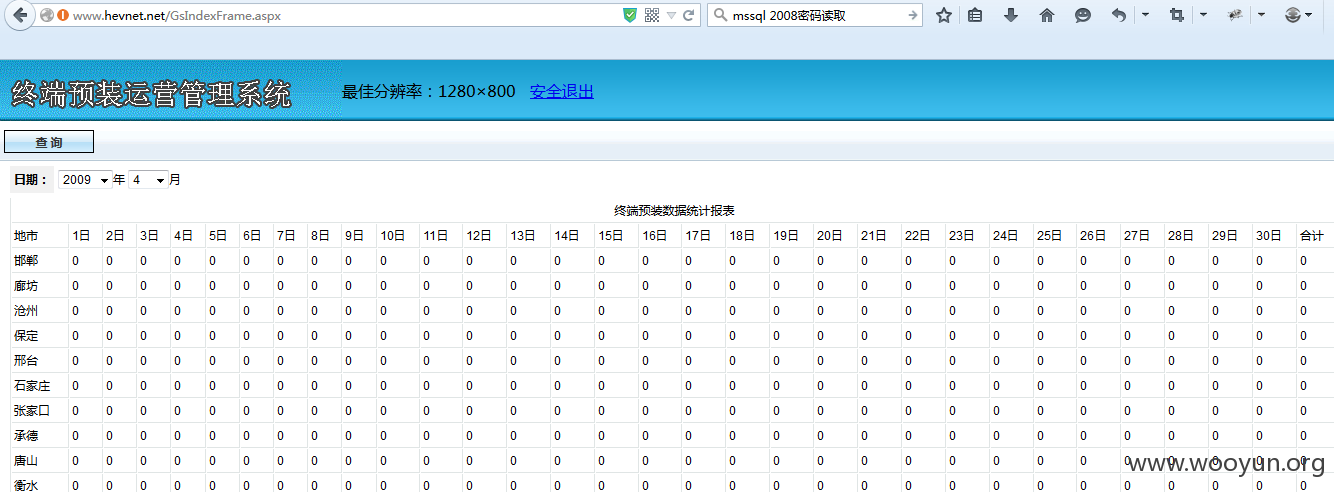 www.hevnet.net/GsIndexFrame.aspx mssql 2008密码读取
终端预装运营管理系统 最佳分辨率：1280×800 安全退出
查 询
日期： 2009 年 4 月
终端预装数据统计报表
地市 1日 2日 3日 4日 5日 6日 7日 8日 9日 10日 11日 12日 13日 14日 15日 16日 17日 18日 19日 20日 21日 22日 23日 24日 25日 26日 27日 28日 29日 30日 合计
邯郸 0 0 0 0 0 0 0 0 0 0 0 0 0 0 0 0 0 0 0 0 0 0 0 0 0 0 0 0 0 0 0
廊坊 0 0 0 0 0 0 0 0 0 0 0 0 0 0 0 0 0 0 0 0 0 0 0 0 0 0 0 0 0 0 0
沧州 0 0 0 0 0 0 0 0 0 0 0 0 0 0 0 0 0 0 0 0 0 0 0 0 0 0 0 0 0 0 0
保定 0 0 0 0 0 0 0 0 0 0 0 0 0 0 0 0 0 0 0 0 0 0 0 0 0 0 0 0 0 0 0
邢台 0 0 0 0 0 0 0 0 0 0 0 0 0 0 0 0 0 0 0 0 0 0 0 0 0 0 0 0 0 0 0
石家庄 0 0 0 0 0 0 0 0 0 0 0 0 0 0 0 0 0 0 0 0 0 0 0 0 0 0 0 0 0 0 0
张家口 0 0 0 0 0 0 0 0 0 0 0 0 0 0 0 0 0 0 0 0 0 0 0 0 0 0 0 0 0 0 0
承德 0 0 0 0 0 0 0 0 0 0 0 0 0 0 0 0 0 0 0 0 0 0 0 0 0 0 0 0 0 0 0
唐山 0 0 0 0 0 0 0 0 0 0 0 0 0 0 0 0 0 0 0 0 0 0 0 0 0 0 0 0 0 0 0
衡水 0 0 0 0 0 0 0 0 0 0 0 0 0 0 0 0 0 0 0 0 0 0 0 0 0 0 0 0 0 0 0
www.wooyun.org